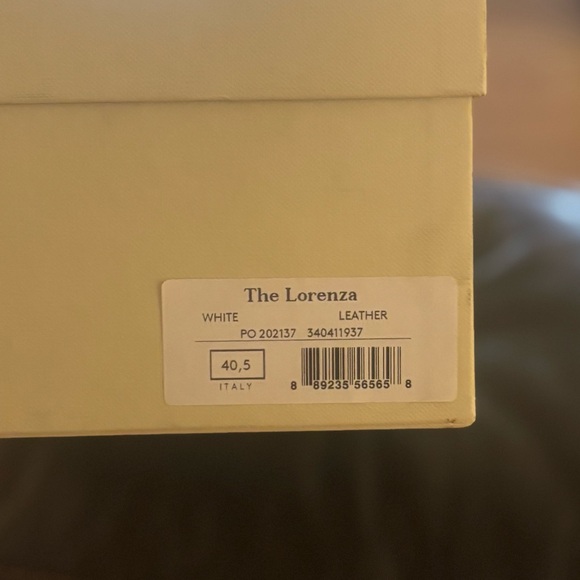 The Lorenza
WHITE LEATHER
PO 202137 340411937
40,5
ITALY
8 89235 56565 8